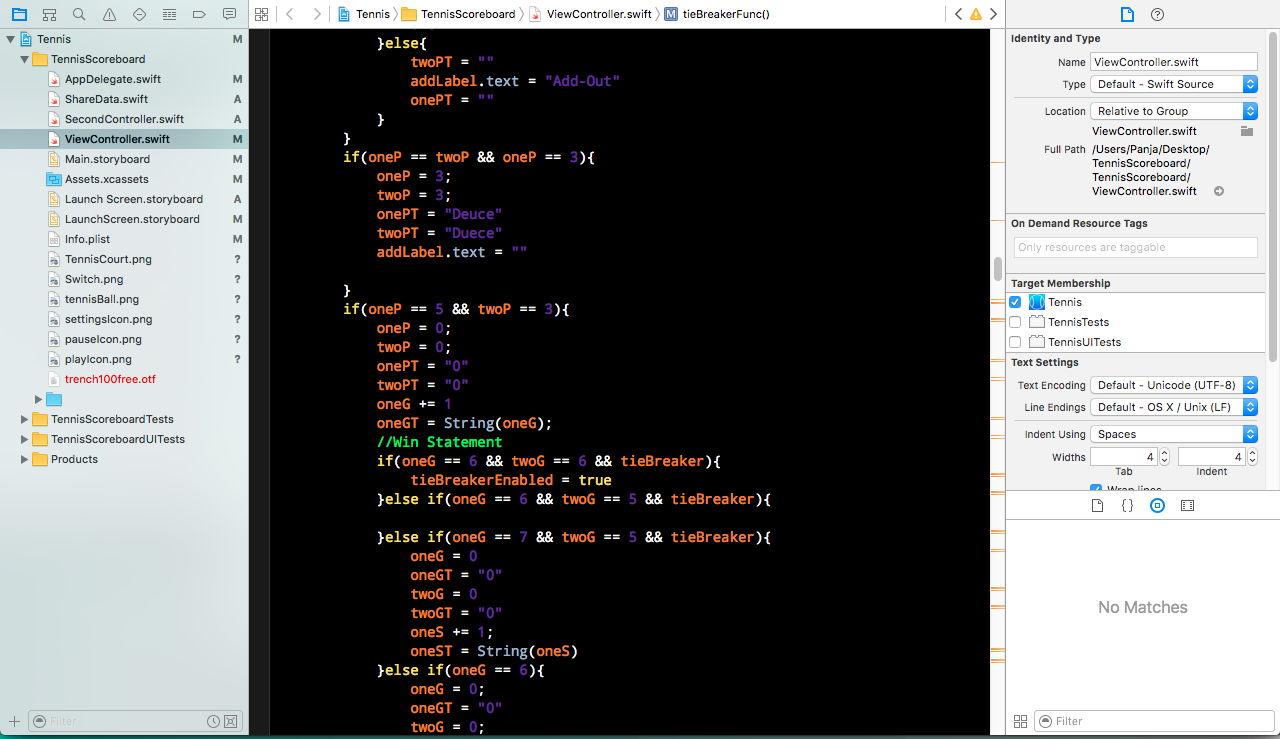 Tennis
TennisScoreboard
ViewController.swift
M
tieBreakerFunc()
Tennis M
TennisScoreboard
AppDelegate.swift M
ShareData.swift A
SecondController.swift A
ViewController.swift M
Main.storyboard M
Assets.xcassets M
Launch Screen.storyboard A
LaunchScreen.storyboard M
Info.plist M
TennisCourt.png ?
Switch.png ?
tennisBall.png ?
settingsIcon.png ?
pauseIcon.png ?
playIcon.png ?
trench100free.otf
TennisScoreboardTests
TennisScoreboardUITests
Products
Filter
}else{
twoPT = ""
addLabel.text = "Add-Out"
onePT = ""
}
}
if(oneP == twoP && oneP == 3){
oneP = 3;
twoP = 3;
onePT = "Deuce"
twoPT = "Duece"
addLabel.text = ""
}
if(oneP == 5 && twoP == 3){
oneP = 0;
twoP = 0;
onePT = "0"
twoPT = "0"
oneG += 1
oneGT = String(oneG);
//Win Statement
if(oneG == 6 && twoG == 6 && tieBreaker){
tieBreakerEnabled = true
}else if(oneG == 6 && twoG == 5 && tieBreaker){
}else if(oneG == 7 && twoG == 5 && tieBreaker){
oneG = 0
oneGT = "0"
twoG = 0
twoGT = "0"
oneS += 1;
oneST = String(oneS)
}else if(oneG == 6){
oneG = 0;
oneGT = "0"
twoG = 0;
Identity and Type
Name ViewController.swift
Type Default - Swift Source
Location Relative to Group
ViewController.swift
Full Path /Users/Panja/Desktop/
TennisScoreboard/
TennisScoreboard/
ViewController.swift
On Demand Resource Tags
Only resources are taggable
Target Membership
Tennis
TennisTests
TennisUITests
Text Settings
Text Encoding Default - Unicode (UTF-8)
Line Endings Default - OS X / Unix (LF)
Indent Using Spaces
Widths 4 4
Tab Indent
Wrap lines
{}
No Matches
Filter